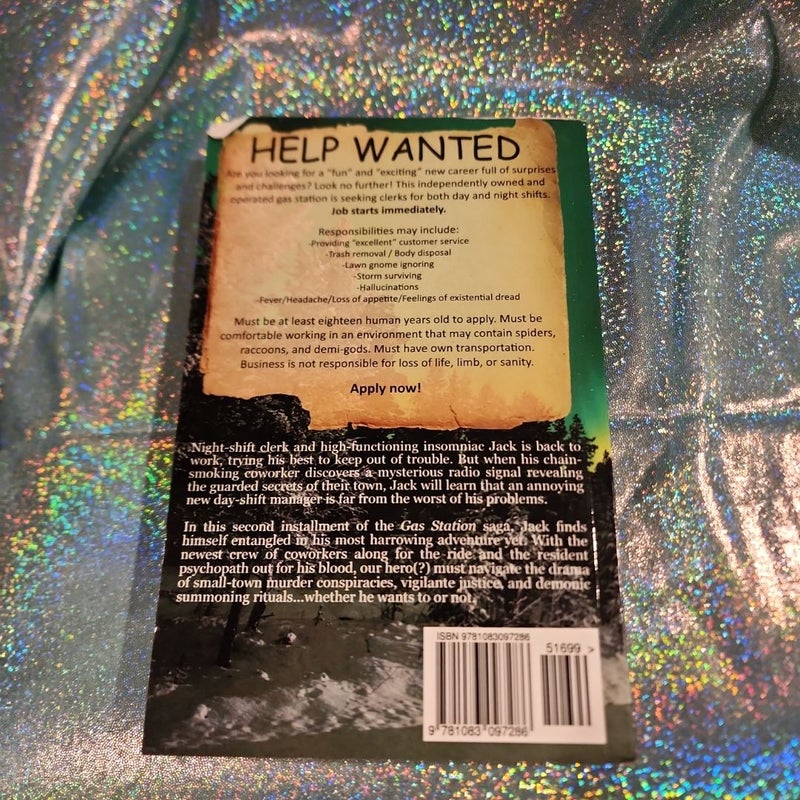 HELP WANTED
Are you looking for a "fun" and "exciting" new career full of surprises
and challenges? Look no further! This independently owned and
operated gas station is seeking clerks for both day and night shifts.
Job starts immediately.
Responsibilities may include:
-Providing "excellent" customer service
-Trash removal / Body disposal
-Lawn gnome ignoring
-Storm surviving
-Hallucinations
-Fever/Headache/Loss of appetite/Feelings of existential dread
Must be at least eighteen human years old to apply. Must be
comfortable working in an environment that may contain spiders,
raccoons, and demi-gods. Must have own transportation.
Business is not responsible for loss of life, limb, or sanity.
Apply now!
Night-shift clerk and high-functioning insomniac Jack is back to
work, trying his best to keep out of trouble. But when his chain-
smoking coworker discovers a mysterious radio signal revealing
the guarded secrets of their town, Jack will learn that an annoying
new day-shift manager is far from the worst of his problems.
In this second installment of the Gas Station saga, Jack finds
himself entangled in his most harrowing adventure yet. With the
newest crew of coworkers along for the ride and the resident
psychopath out for his blood, our hero(?) must navigate the drama
of small-town murder conspiracies, vigilante justice, and demonic
summoning rituals...whether he wants to or not.
ISBN 9781083097286
51699 >
9 781083 097286